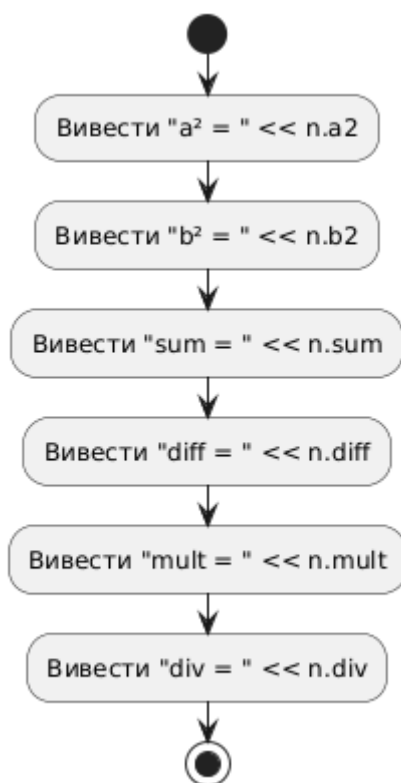 Вивести "a² = " << n.a2
Вивести "b² = " << n.b2
Вивести "sum = " << n.sum
Вивести "diff = " << n.diff
Вивести "mult = " << n.mult
Вивести "div = " << n.div